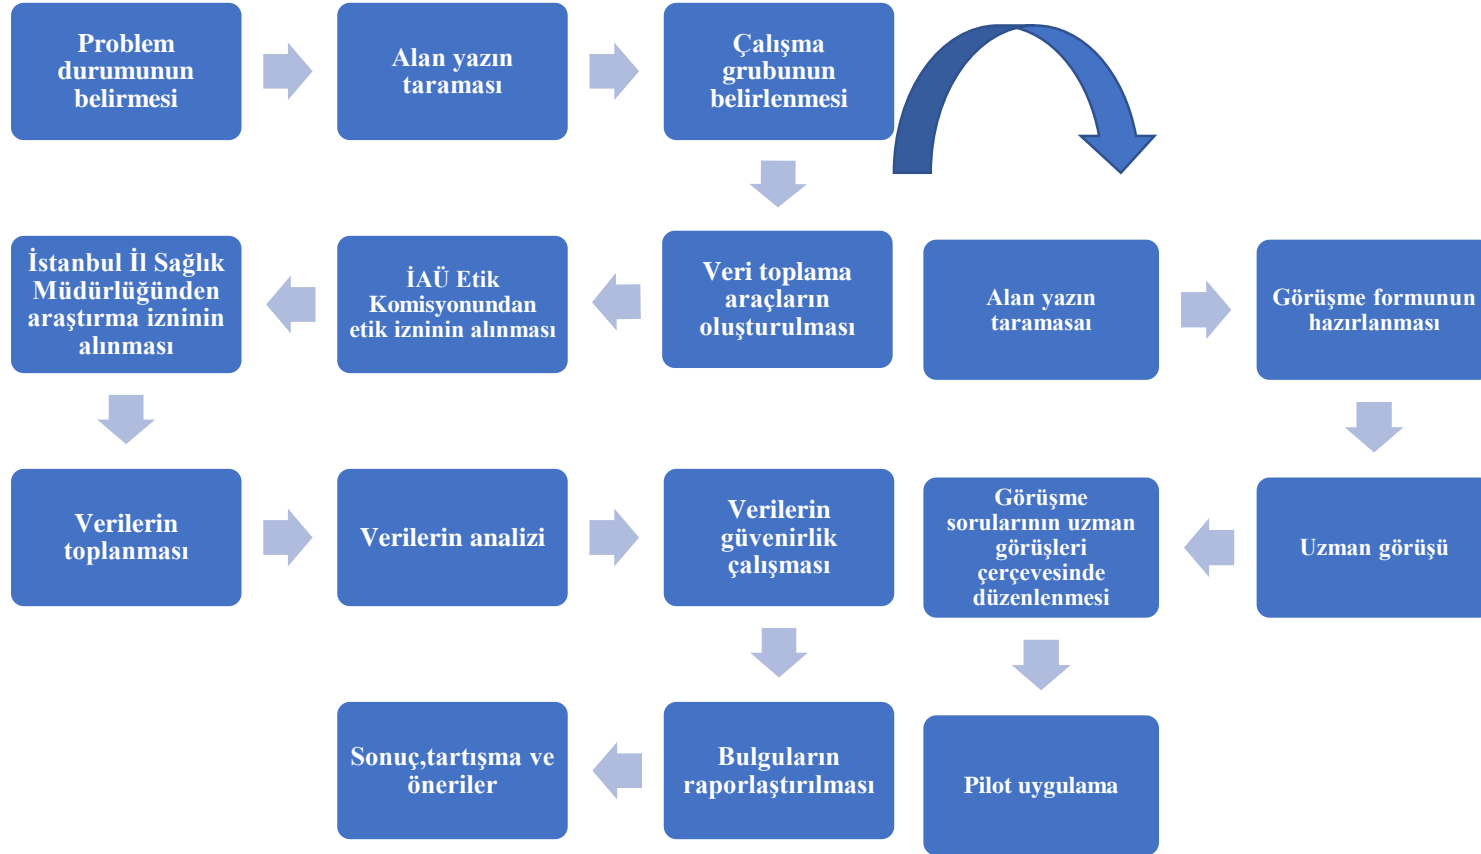 Problem
durumunun
belirmesi
Alan yazın
taraması
Çalışma
grubunun
belirlenmesi
Veri toplama
araçların
oluşturulması
İAÜ Etik
Komisyonundan
etik izninin alınması
İstanbul İl Sağlık
Müdürlüğünden
araştırma izninin
alınması
Verilerin
toplanması
Verilerin analizi
Verilerin
güvenirlik
çalışması
Bulguların
raporlaştırılması
Sonuç,tartışma ve
öneriler
Alan yazın
taramasaı
Görüşme formunun
hazırlanması
Uzman görüşü
Görüşme
sorularının uzman
görüşleri
çerçevesinde
düzenlenmesi
Pilot uygulama